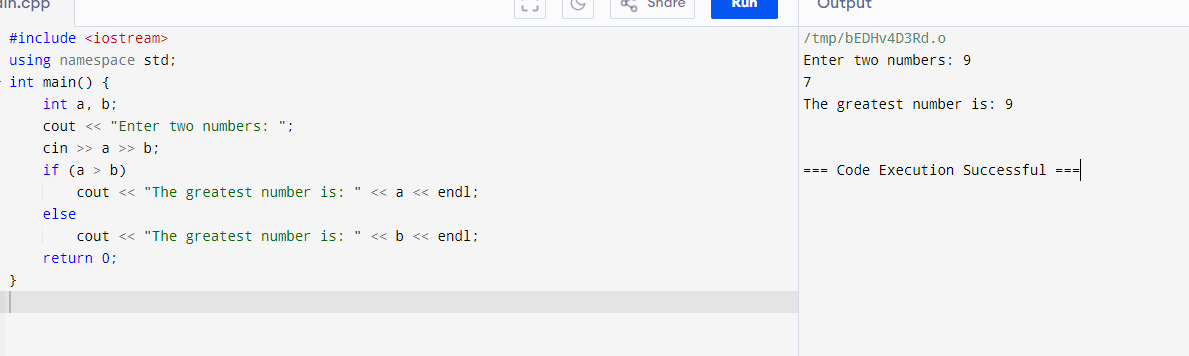 main.cpp
Share
Run
Output
#include <iostream>
using namespace std;
int main() {
    int a, b;
    cout << "Enter two numbers: ";
    cin >> a >> b;
    if (a > b)
        cout << "The greatest number is: " << a << endl;
    else
        cout << "The greatest number is: " << b << endl;
    return 0;
}
/tmp/bEDHv4D3Rd.o
Enter two numbers: 9
7
The greatest number is: 9
=== Code Execution Successful ===